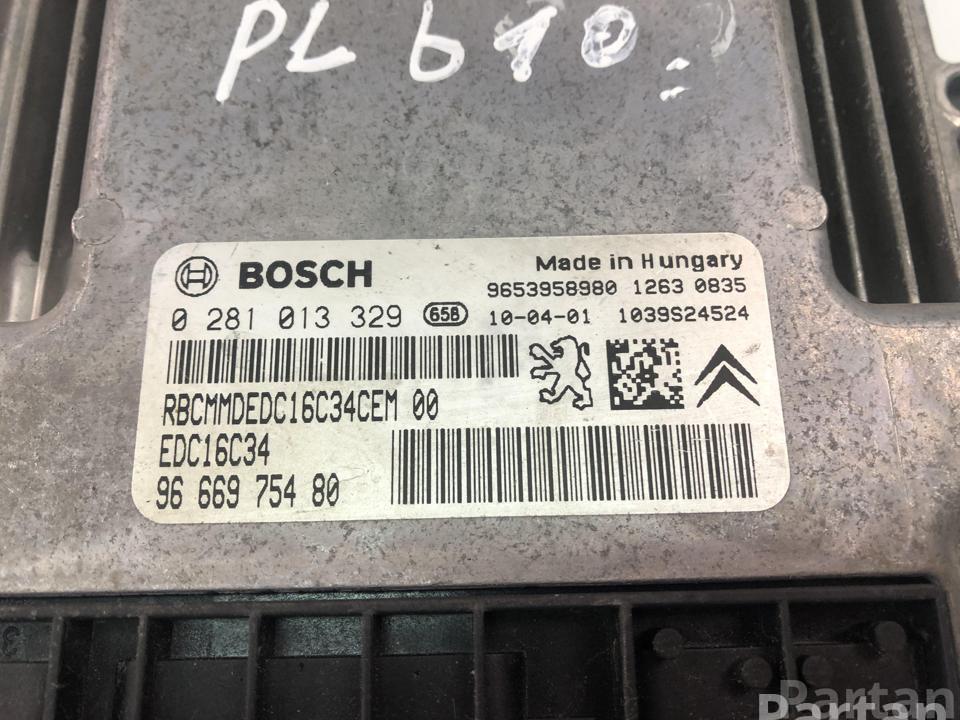 PL 610
BOSCH
Made in Hungary
9653958980 1263 0835
0 281 013 329 658 10-04-01 1039S24524
RBCMMDEDC16C34CEM 00
EDC16C34
96 669 754 80
Partan
Partan